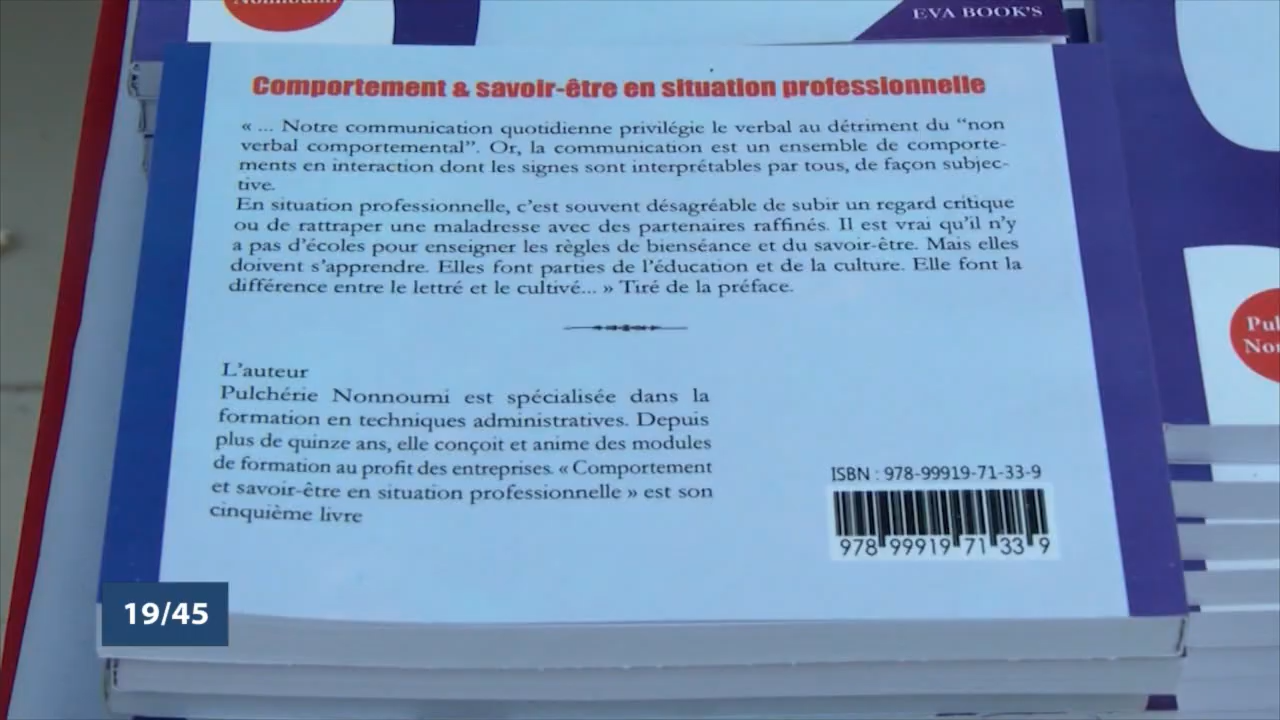 Nonnoumi
EVA BOOK'S
Comportement & savoir-être en situation professionnelle
« ... Notre communication quotidienne privilégie le verbal au détriment du “non
verbal comportemental”. Or, la communication est un ensemble de comporte-
ments en interaction dont les signes sont interprétables par tous, de façon subjec-
tive.
En situation professionnelle, c’est souvent désagréable de subir un regard critique
ou de rattraper une maladresse avec des partenaires raffinés. Il est vrai qu’il n’y
a pas d’écoles pour enseigner les règles de bienséance et du savoir-être. Mais elles
doivent s’apprendre. Elles font parties de l’éducation et de la culture. Elle font la
différence entre le lettré et le cultivé... » Tiré de la préface.
L’auteur
Pulchérie Nonnoumi est spécialisée dans la
formation en techniques administratives. Depuis
plus de quinze ans, elle conçoit et anime des modules
de formation au profit des entreprises. « Comportement
et savoir-être en situation professionnelle » est son
cinquième livre
ISBN : 978-99919-71-33-9
978 99919 71 33 9
Pul
Non
19/45